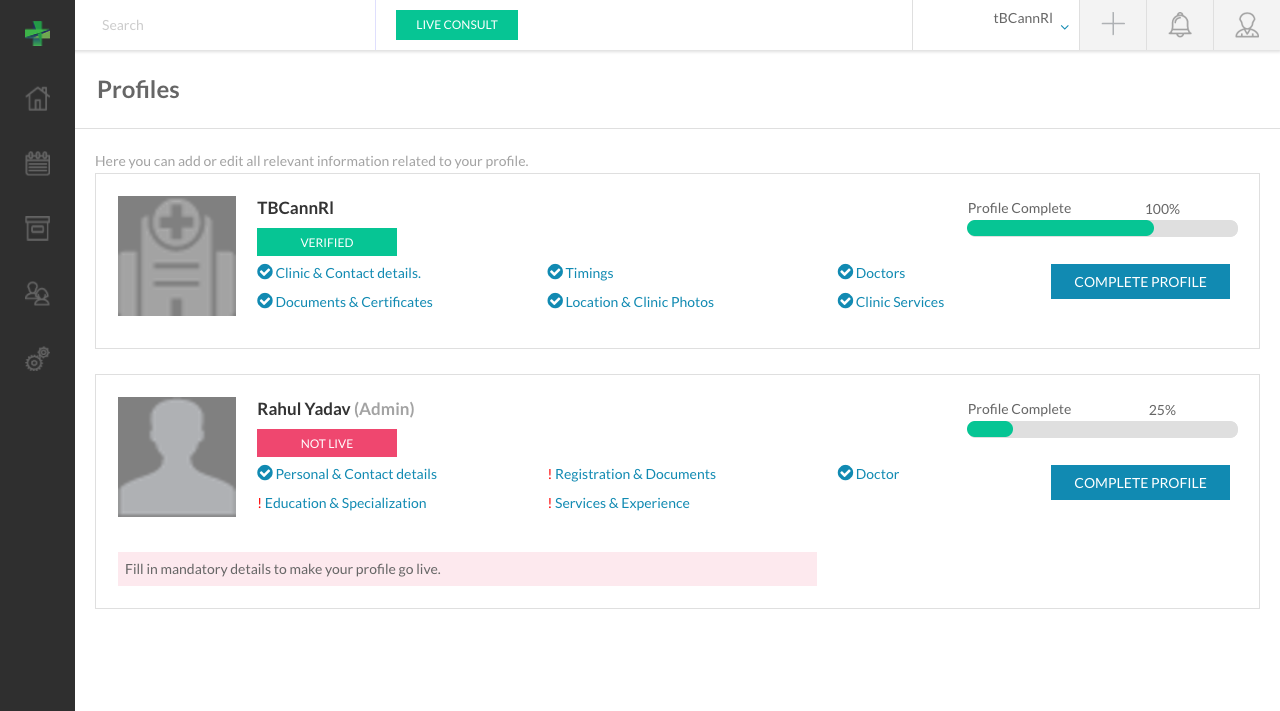 Search
LIVE CONSULT
tBCannRl
Profiles
Here you can add or edit all relevant information related to your profile.
TBCannRl
Profile Complete 100%
VERIFIED
Clinic & Contact details. Timings Doctors
COMPLETE PROFILE
Documents & Certificates Location & Clinic Photos Clinic Services
Rahul Yadav (Admin)
Profile Complete 25%
NOT LIVE
Personal & Contact details ! Registration & Documents Doctor
COMPLETE PROFILE
! Education & Specialization ! Services & Experience
Fill in mandatory details to make your profile go live.